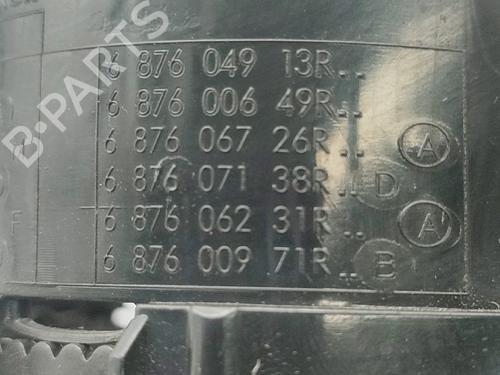 6 876 049 13R..
6 876 006 49R..
6 876 067 26R.. A
6 876 071 38R.. D
6 876 062 31R.. A
6 876 009 71R.. B
F
B-PARTS